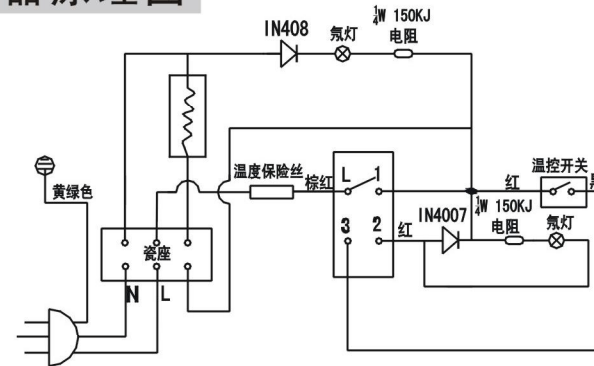 理图
IN408
氖灯
¼W 150KJ
电阻
黄绿色
温度保险丝
棕红
L 1
3 2
红
温控开关
红
IN4007
¼W 150KJ
电阻
氖灯
瓷座
N L